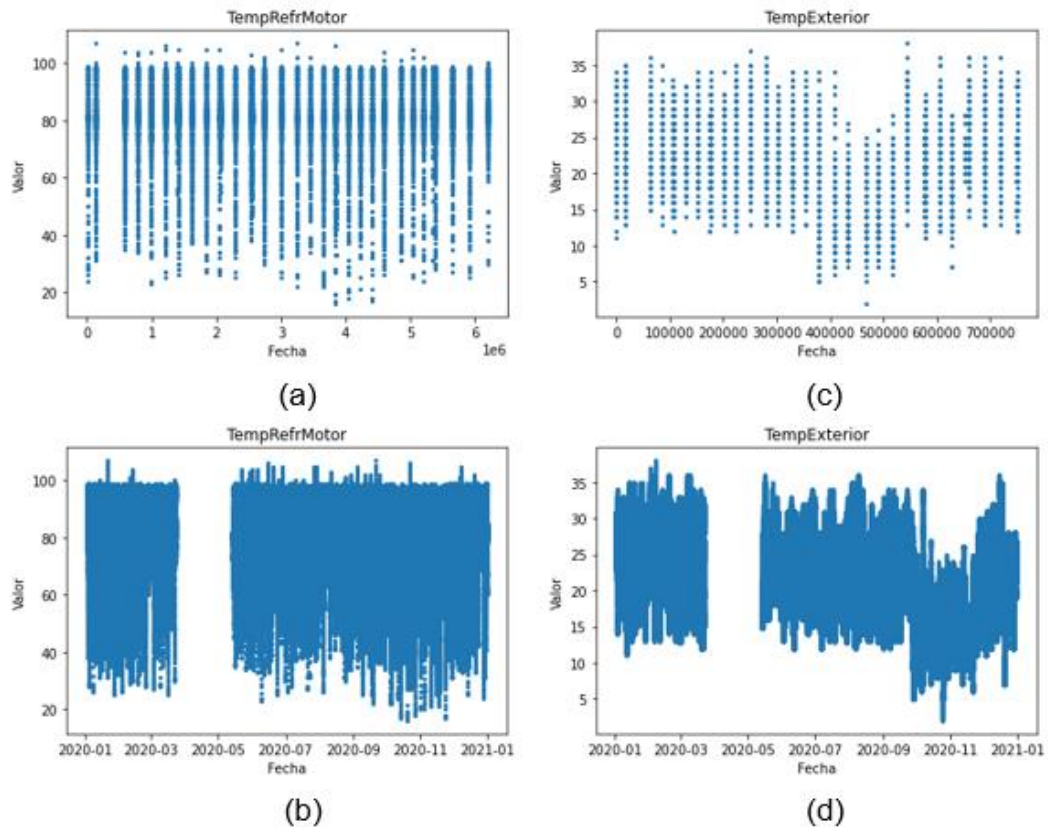 TempRefrMotor
Valor
100
80
60
40
20
0 1 2 3 4 5 6
1e6
Fecha
(a)
TempExterior
Valor
35
30
25
20
15
10
5
0 100000 200000 300000 400000 500000 600000 700000
Fecha
(c)
TempRefrMotor
Valor
100
80
60
40
20
2020-01 2020-03 2020-05 2020-07 2020-09 2020-11 2021-01
Fecha
(b)
TempExterior
Valor
35
30
25
20
15
10
5
2020-01 2020-03 2020-05 2020-07 2020-09 2020-11 2021-01
Fecha
(d)